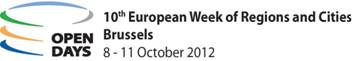 OPEN
DAYS
10th European Week of Regions and Cities
Brussels
8 - 11 October 2012